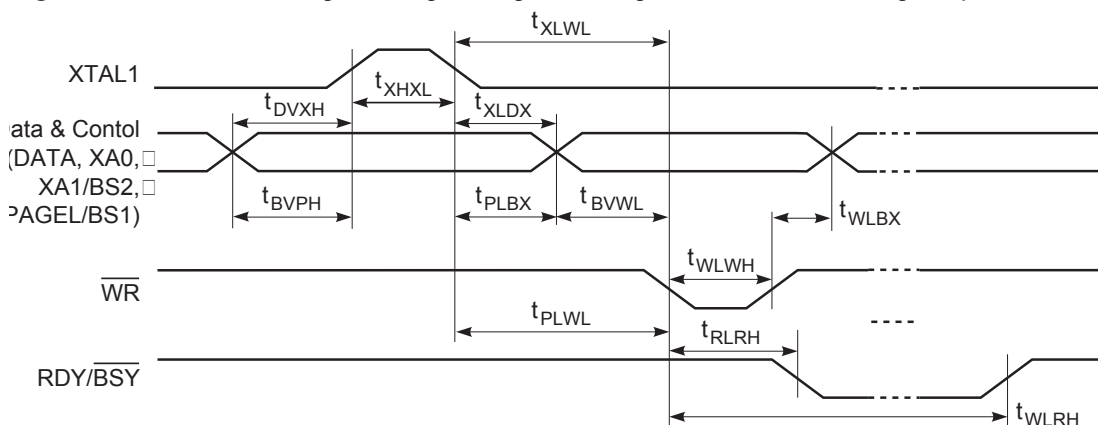 tXLWL
XTAL1
tXHXL
tDVXH
tXLDX
ata & Contol
(DATA, XA0,
XA1/BS2,
PAGEL/BS1)
tBVPH
tPLBX
tBVWL
tWLBX
WR
tWLWH
tPLWL
tRLRH
RDY/BSY
tWLRH